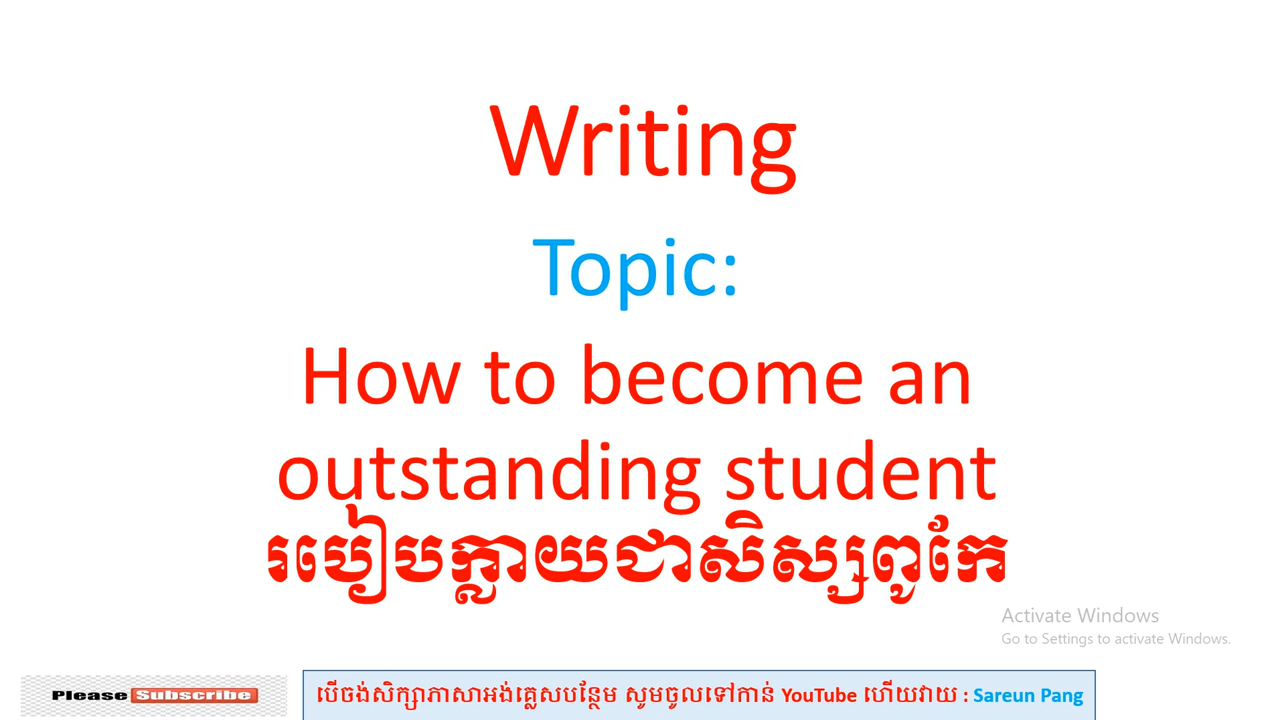 Writing
Topic:
How to become an
outstanding student
របៀបក្លាយជាសិស្សពូកែ
Activate Windows
Go to Settings to activate Windows.
Please Subscribe
បើចង់សិក្សាភាសាអង់គ្លេសបន្ថែម សូមចូលទៅកាន់ YouTube ហើយវាយ : Sareun Pang